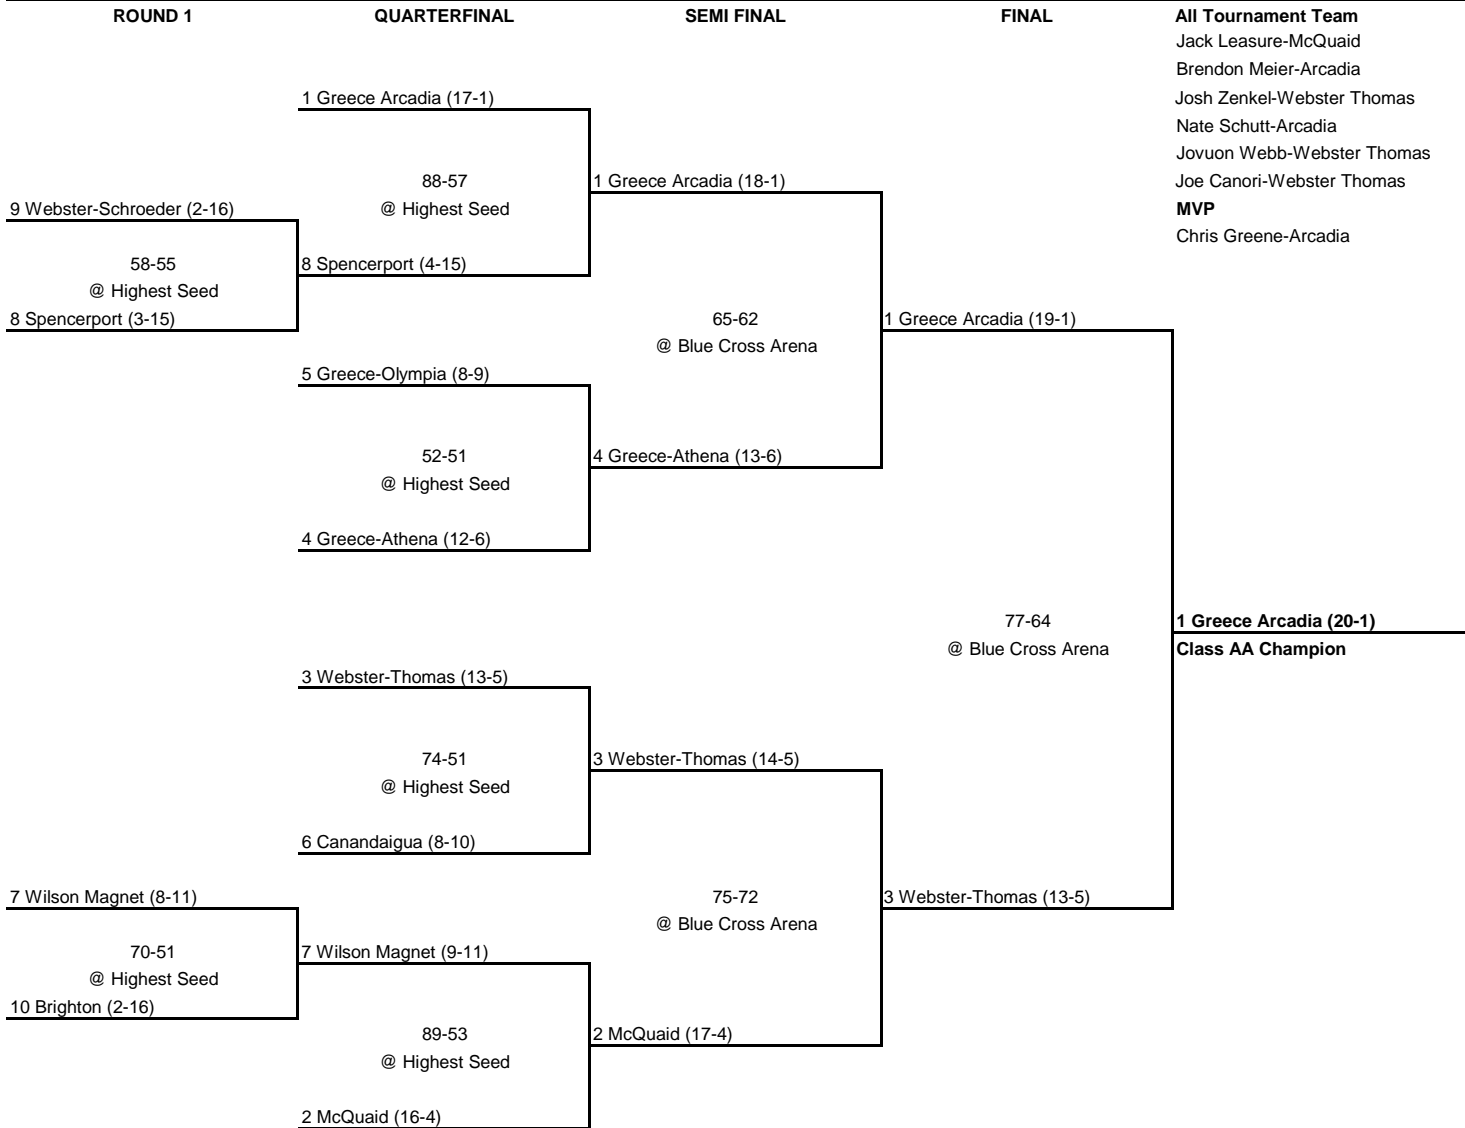 ROUND 1
QUARTERFINAL
SEMI FINAL
FINAL
All Tournament Team
Jack Leasure-McQuaid
Brendon Meier-Arcadia
Josh Zenkel-Webster Thomas
Nate Schutt-Arcadia
Jovuon Webb-Webster Thomas
Joe Canori-Webster Thomas
MVP
Chris Greene-Arcadia
1 Greece Arcadia (17-1)
88-57
@ Highest Seed
1 Greece Arcadia (18-1)
9 Webster-Schroeder (2-16)
58-55
@ Highest Seed
8 Spencerport (4-15)
8 Spencerport (3-15)
65-62
@ Blue Cross Arena
1 Greece Arcadia (19-1)
5 Greece-Olympia (8-9)
52-51
@ Highest Seed
4 Greece-Athena (13-6)
4 Greece-Athena (12-6)
77-64
@ Blue Cross Arena
1 Greece Arcadia (20-1)
Class AA Champion
3 Webster-Thomas (13-5)
74-51
@ Highest Seed
3 Webster-Thomas (14-5)
6 Canandaigua (8-10)
7 Wilson Magnet (8-11)
75-72
@ Blue Cross Arena
3 Webster-Thomas (13-5)
70-51
@ Highest Seed
7 Wilson Magnet (9-11)
10 Brighton (2-16)
89-53
@ Highest Seed
2 McQuaid (17-4)
2 McQuaid (16-4)